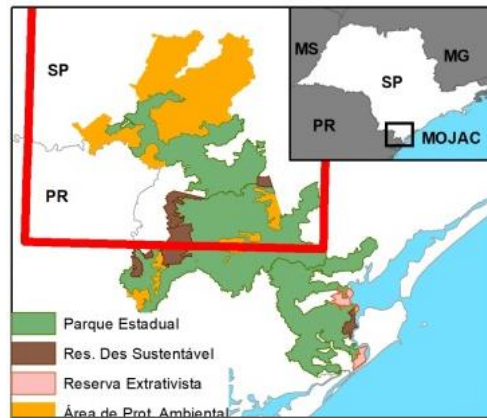 SP
PR
MS
MG
SP
PR
MOJAC
Parque Estadual
Res. Des Sustentável
Reserva Extrativista
Área de Prot. Ambiental